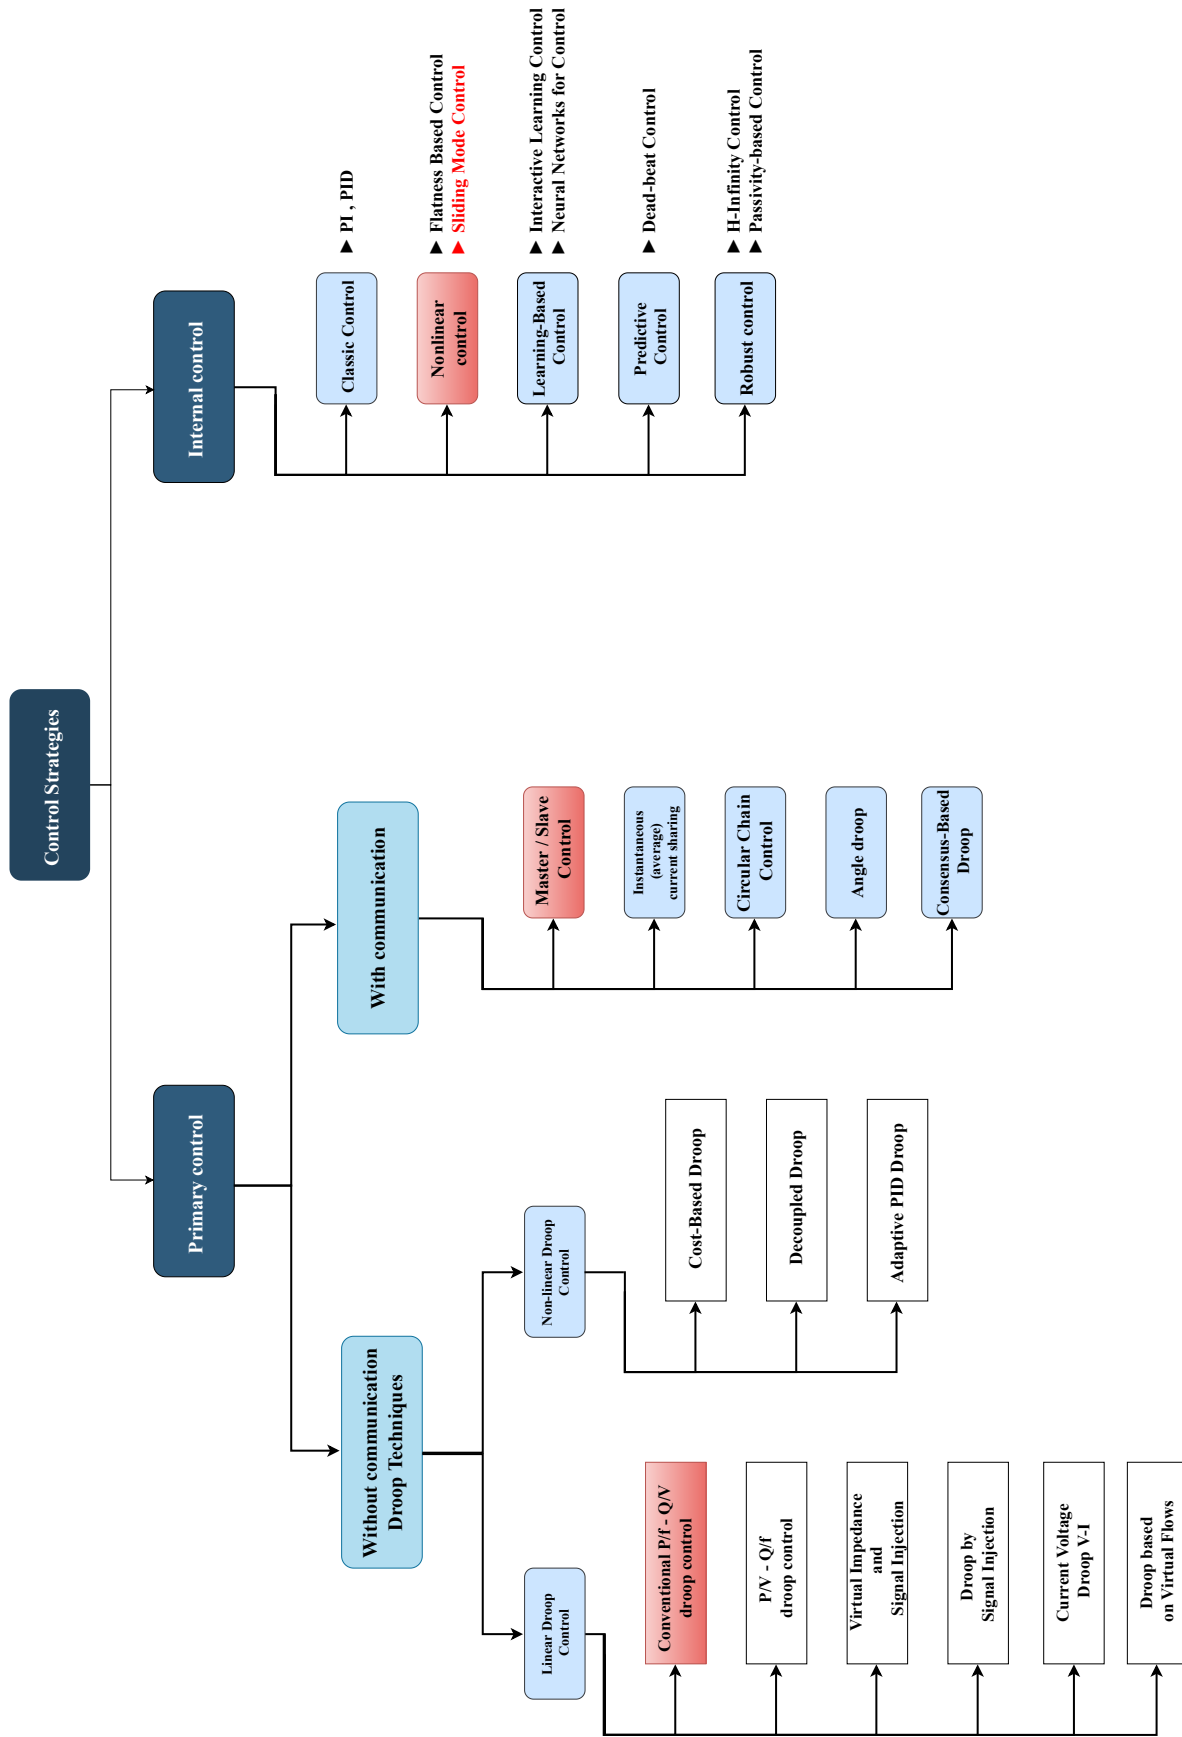 Control Strategies
Primary control
Internal control
Without communication
Droop Techniques
With communication
Linear Droop
Control
Non-linear Droop
Control
Conventional P/f - Q/V
droop control
P/V - Q/f
droop control
Virtual Impedance
and
Signal Injection
Droop by
Signal Injection
Current Voltage
Droop V-I
Droop based
on Virtual Flows
Cost-Based Droop
Decoupled Droop
Adaptive PID Droop
Master / Slave
Control
Instantaneous
(average)
current sharing
Circular Chain
Control
Angle droop
Consensus-Based
Droop
Classic Control
► PI , PID
Nonlinear
control
► Flatness Based Control
► Sliding Mode Control
Learning-Based
Control
► Interactive Learning Control
► Neural Networks for Control
Predictive
Control
► Dead-beat Control
Robust control
► H-Infinity Control
► Passivity-based Control